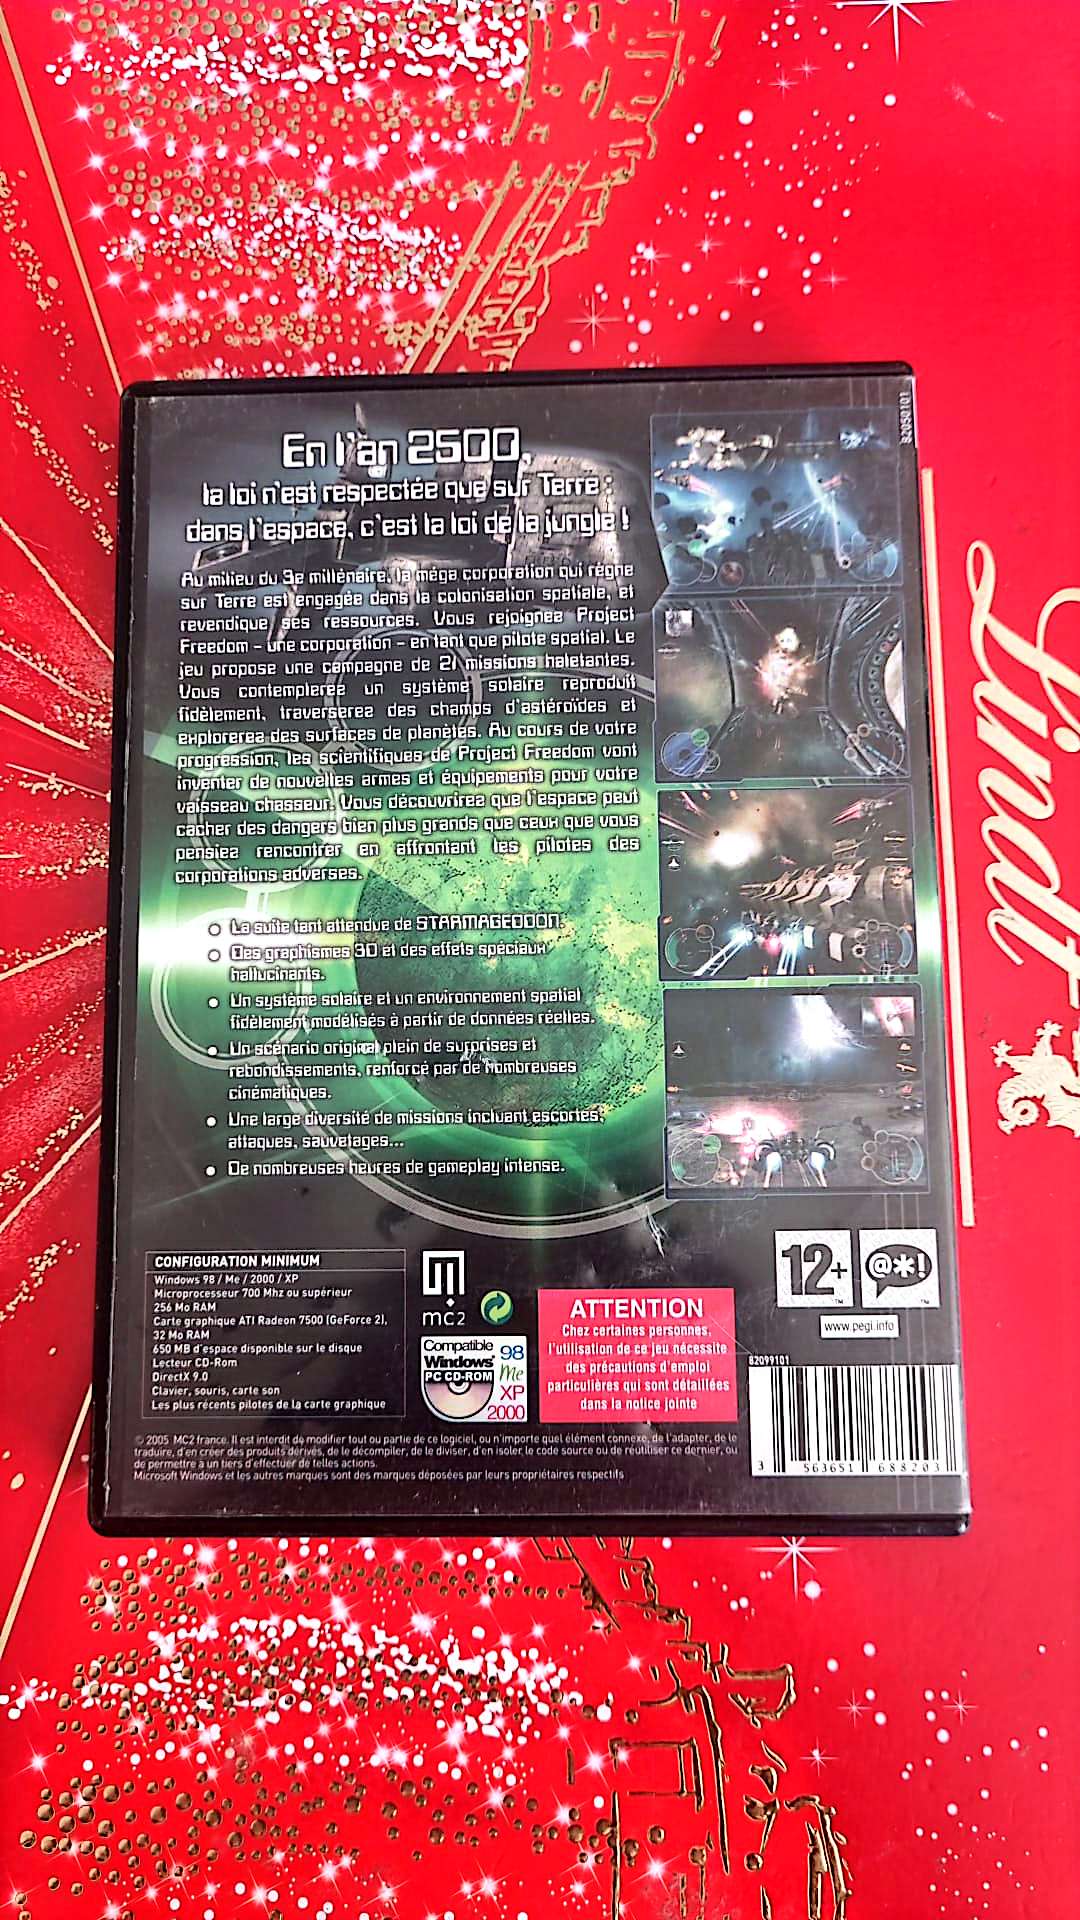 82050101
En l'an 2500,
la loi n'est respectée que sur Terre :
dans l'espace, c'est la loi de la jungle !
Au milieu du 3e millénaire, la méga corporation qui règne
sur Terre est engagée dans la colonisation spatiale, et
revendique ses ressources. Vous rejoignez Project
Freedom - une corporation - en tant que pilote spatial. Le
jeu propose une campagne de 21 missions haletantes.
Vous contemplerez un système solaire reproduit
fidèlement, traverserez des champs d'astéroïdes et
explorerez des surfaces de planètes. Au cours de votre
progression, les scientifiques de Project Freedom vont
inventer de nouvelles armes et équipements pour votre
vaisseau chasseur. Vous découvrirez que l'espace peut
cacher des dangers bien plus grands que ceux que vous
pensiez rencontrer en affrontant les pilotes des
corporations adverses.
La suite tant attendue de STARMAGEDDON.
Des graphismes 3D et des effets spéciaux
hallucinants.
Un système solaire et un environnement spatial
fidèlement modélisés à partir de données réelles.
Un scénario original plein de surprises et
rebondissements, renforcé par de nombreuses
cinématiques.
Une large diversité de missions incluant escortes,
attaques, sauvetages...
De nombreuses heures de gameplay intense.
CONFIGURATION MINIMUM
Windows 98 / Me / 2000 / XP
Microprocesseur 700 Mhz ou supérieur
256 Mo RAM
Carte graphique ATI Radeon 7500 (GeForce 2),
32 Mo RAM
650 MB d'espace disponible sur le disque
Lecteur CD-Rom
DirectX 9.0
Clavier, souris, carte son
Les plus récents pilotes de la carte graphique
mc2
Compatible
Windows
PC CD-ROM
98
Me
XP
2000
ATTENTION
Chez certaines personnes,
l'utilisation de ce jeu nécessite
des précautions d'emploi
particulières qui sont détaillées
dans la notice jointe
12+
@*!
www.pegi.info
82099101
3 563651 688203
© 2005 MC2 france. Il est interdit de modifier tout ou partie de ce logiciel, ou n'importe quel élément connexe, de l'adapter, de le
traduire, d'en créer des produits dérivés, de le décompiler, de le diviser, d'en isoler le code source ou de réutiliser ce dernier, ou
de permettre à un tiers d'effectuer de telles actions.
Microsoft Windows et les autres marques sont des marques déposées par leurs propriétaires respectifs
Lindt